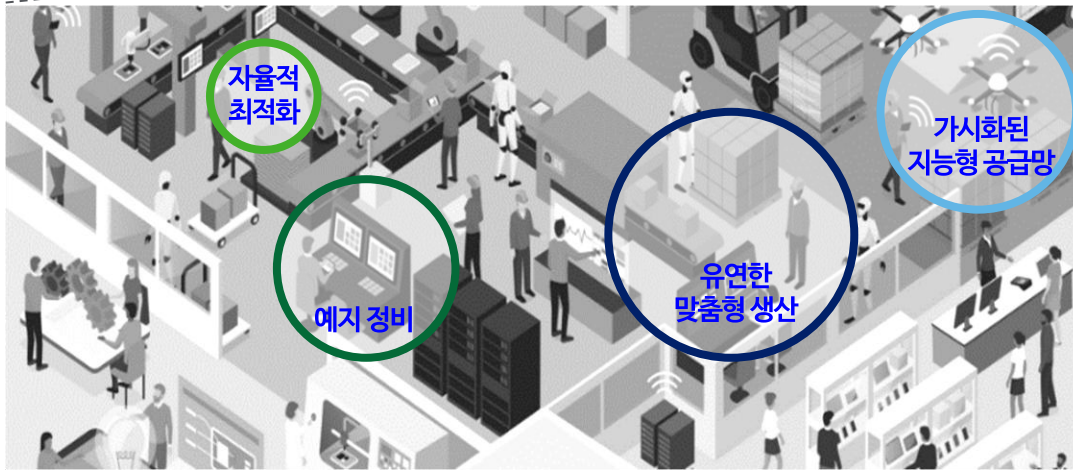 자율적
최적화
가시화된
지능형 공급망
유연한
맞춤형 생산
예지 정비